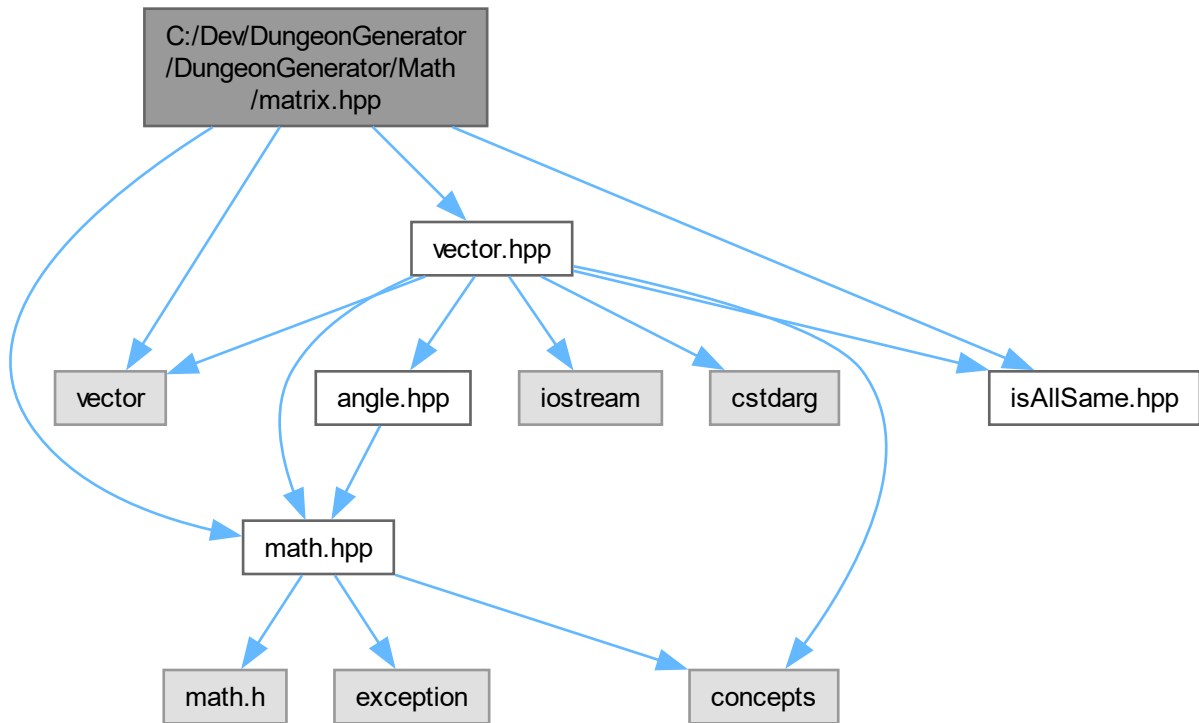 C:/Dev/DungeonGenerator
/DungeonGenerator/Math
/matrix.hpp
vector.hpp
vector
angle.hpp
iostream
cstdarg
isAllSame.hpp
math.hpp
math.h
exception
concepts